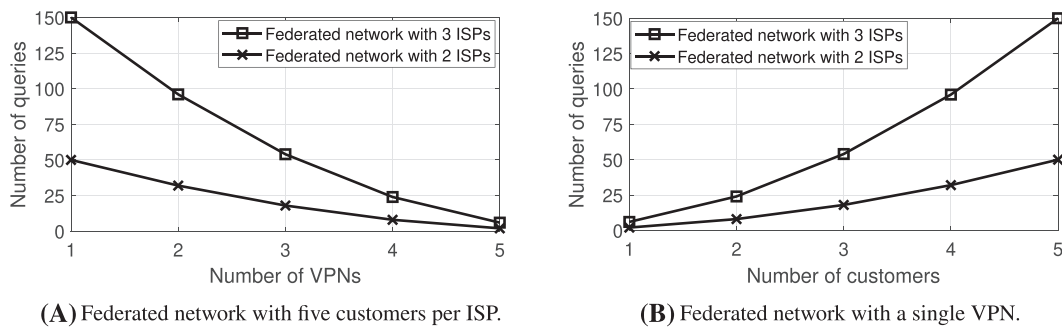 150
125
100
75
50
25
0
Number of queries
Federated network with 3 ISPs
Federated network with 2 ISPs
1 2 3 4 5
Number of VPNs
(A) Federated network with five customers per ISP.
150
125
100
75
50
25
0
Number of queries
Federated network with 3 ISPs
Federated network with 2 ISPs
1 2 3 4 5
Number of customers
(B) Federated network with a single VPN.